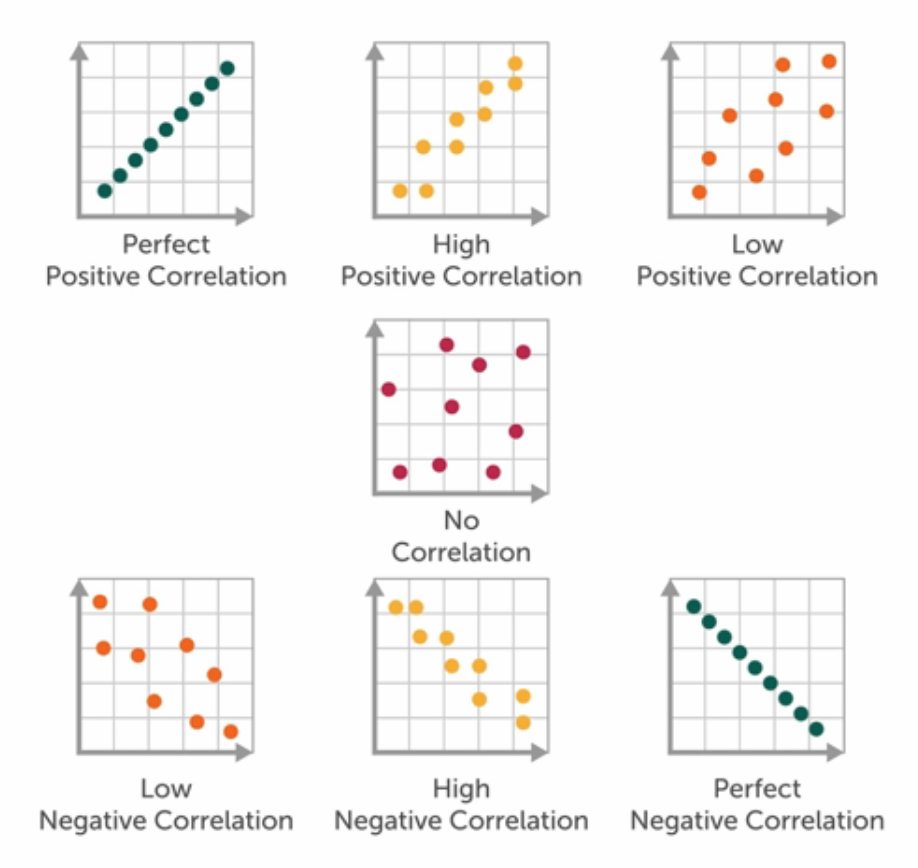 Perfect
Positive Correlation
High
Positive Correlation
Low
Positive Correlation
No
Correlation
Low
Negative Correlation
High
Negative Correlation
Perfect
Negative Correlation